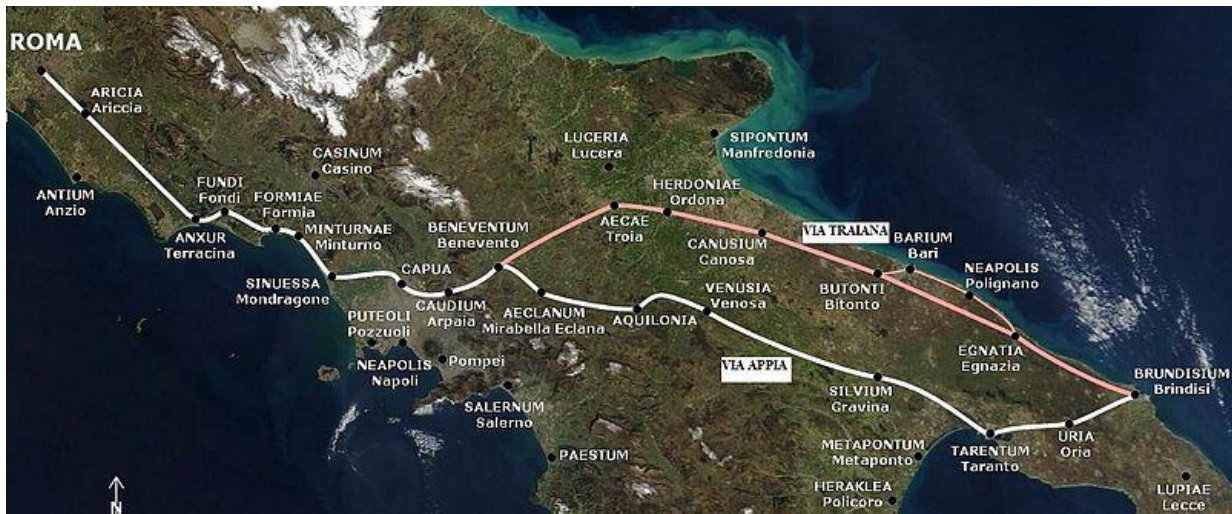 ROMA
ARICIA
Ariccia
ANTIUM
Anzio
CASINUM
Casino
FUNDI
Fondi
FORMIAE
Formia
ANXUR
Terracina
MINTURNAE
Minturno
SINUESSA
Mondragone
CAPUA
CAUDIUM
Arpaia
BENEVENTUM
Benevento
PUTEOLI
Pozzuoli
NEAPOLIS
Napoli
Pompei
SALERNUM
Salerno
PAESTUM
AECLANUM
Mirabella Eclana
AQUILONIA
VENUSIA
Venosa
VIA APPIA
LUCERIA
Lucera
SIPONTUM
Manfredonia
AECAE
Troia
HERDONIAE
Ordona
CANUSIUM
Canosa
VIA TRAIANA
BUTONTI
Bitonto
BARIUM
Bari
NEAPOLIS
Polignano
EGNATIA
Egnazia
BRUNDISIUM
Brindisi
SILVIUM
Gravina
METAPONTUM
Metaponto
HERAKLEA
Policoro
TARENTUM
Taranto
URIA
Oria
LUPIAE
Lecce
N